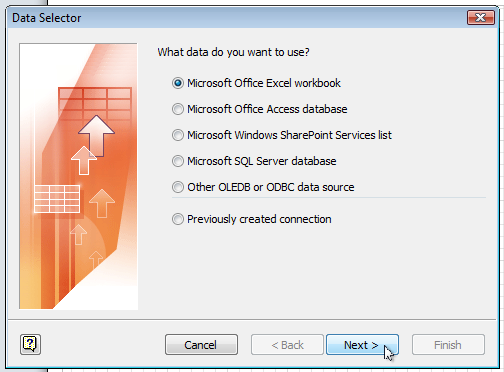 Data Selector
What data do you want to use?
Microsoft Office Excel workbook
Microsoft Office Access database
Microsoft Windows SharePoint Services list
Microsoft SQL Server database
Other OLEDB or ODBC data source
Previously created connection
? Cancel < Back Next > Finish